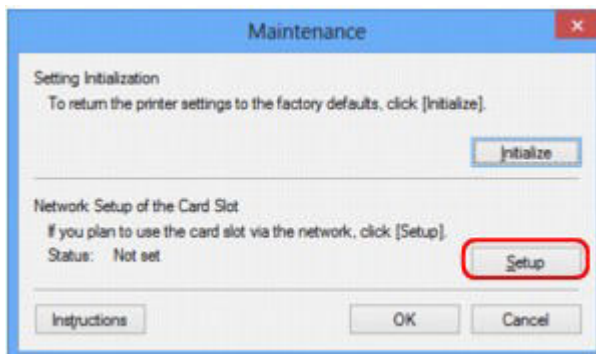 Maintenance
Setting Initialization
To return the printer settings to the factory defaults, click [Initialize].
Initialize
Network Setup of the Card Slot
If you plan to use the card slot via the network, click [Setup].
Status: Not set
Setup
Instructions OK Cancel